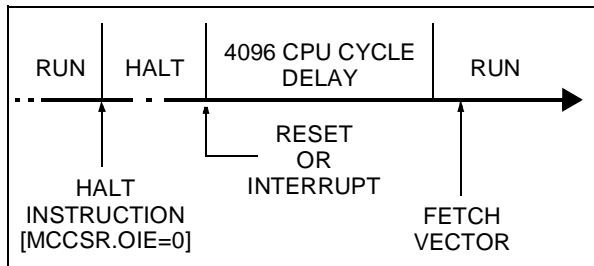 RUN
HALT
4096 CPU CYCLE
DELAY
RUN
RESET
OR
INTERRUPT
HALT
INSTRUCTION
[MCCSR.OIE=0]
FETCH
VECTOR